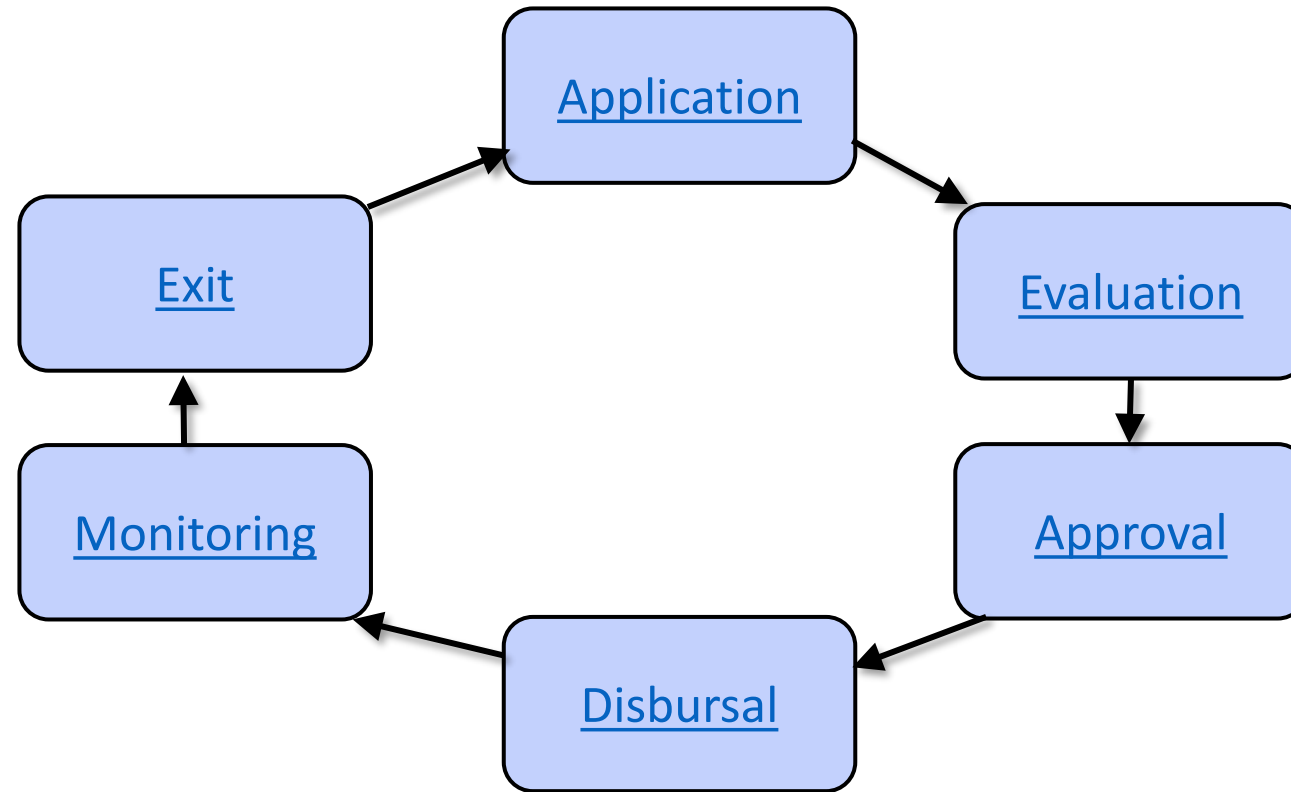 Application
Evaluation
Approval
Disbursal
Monitoring
Exit